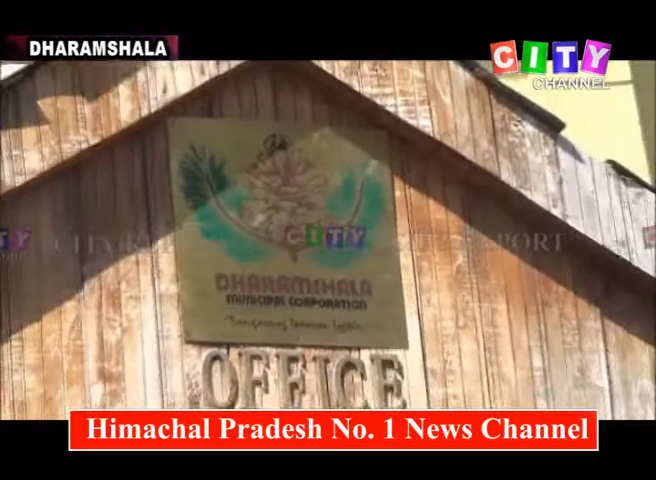 DHARAMSHALA
CITY
CHANNEL
CITY
DHARAMSHALA
MUNICIPAL CORPORATION
OFFICE
Himachal Pradesh No. 1 News Channel